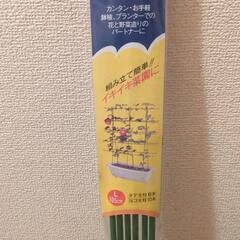 カンタン・お手軽
鉢植、プランターでの
花と野菜造りの
パートナーに
組み立て簡単!!
イキイキ菜園に
L